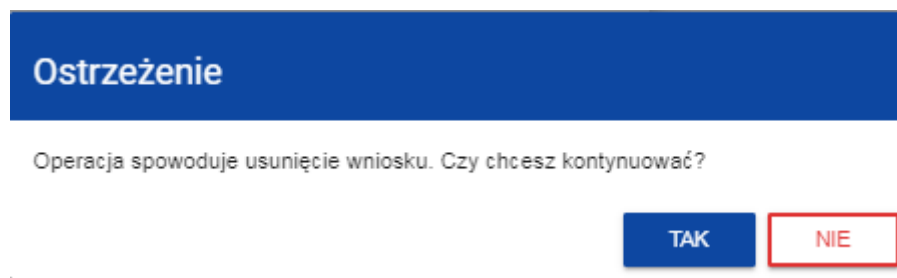 Ostrzeżenie
Operacja spowoduje usunięcie wniosku. Czy chcesz kontynuować?
TAK NIE